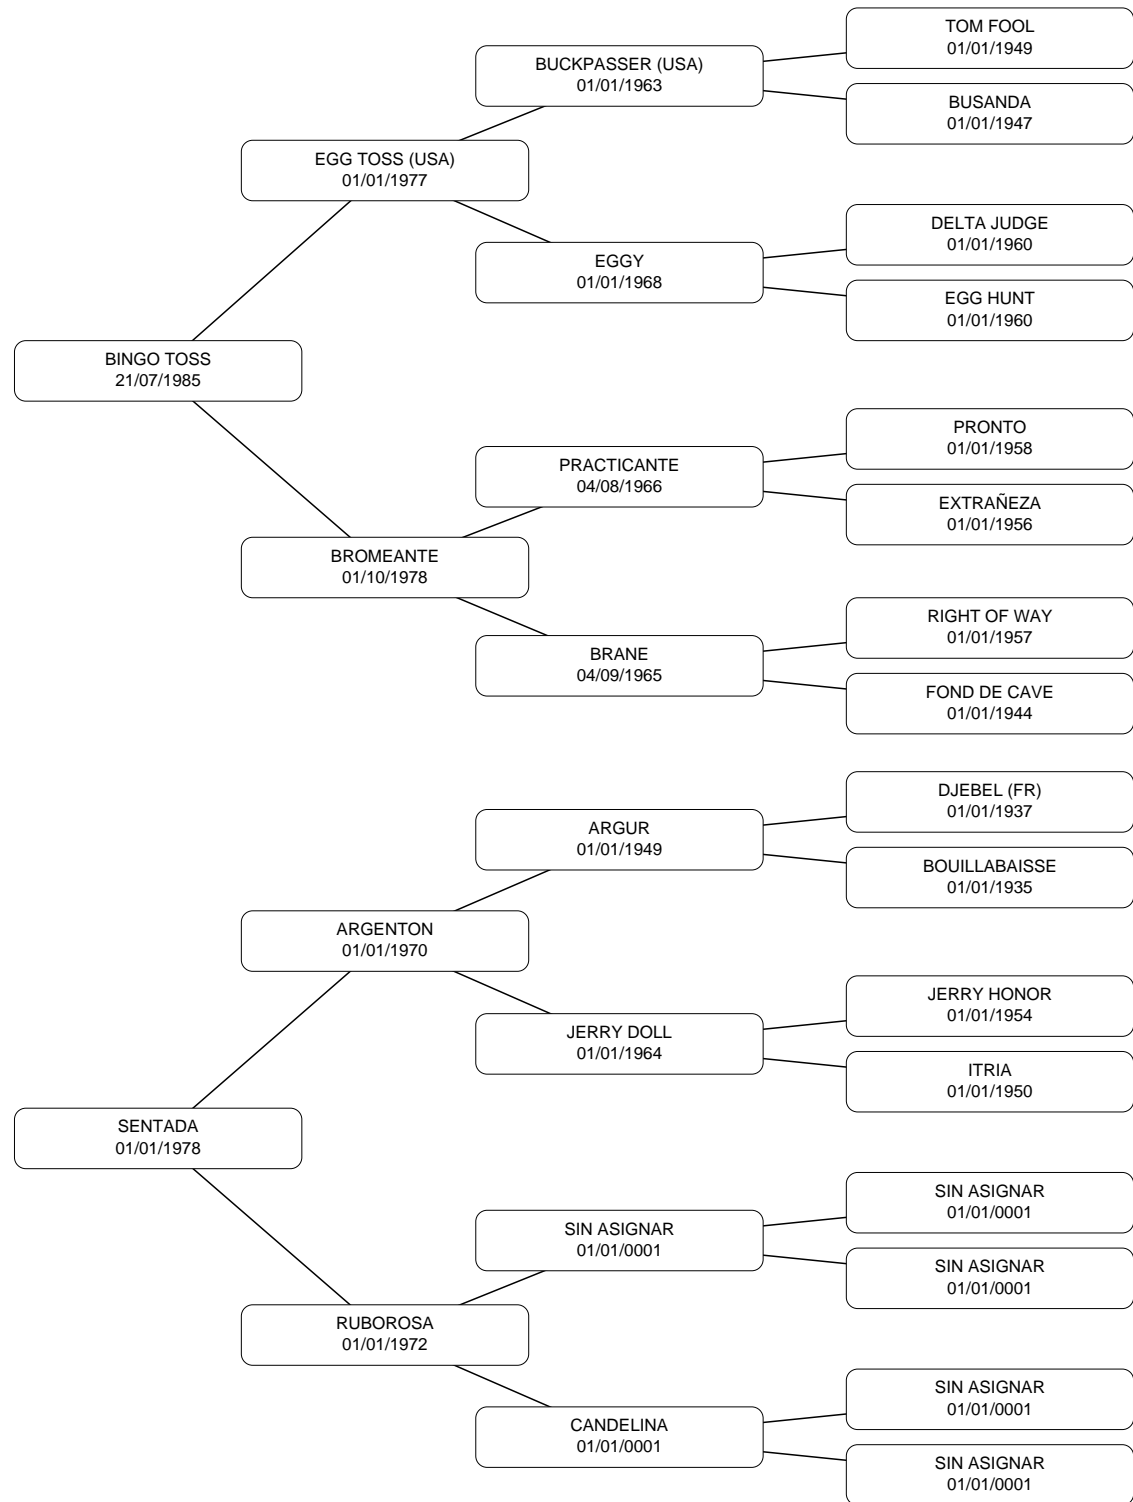 TOM FOOL
01/01/1949
BUCKPASSER (USA)
01/01/1963
BUSANDA
01/01/1947
EGG TOSS (USA)
01/01/1977
DELTA JUDGE
01/01/1960
EGGY
01/01/1968
EGG HUNT
01/01/1960
BINGO TOSS
21/07/1985
PRONTO
01/01/1958
PRACTICANTE
04/08/1966
EXTRAÑEZA
01/01/1956
BROMEANTE
01/10/1978
RIGHT OF WAY
01/01/1957
BRANE
04/09/1965
FOND DE CAVE
01/01/1944
DJEBEL (FR)
01/01/1937
ARGUR
01/01/1949
BOUILLABAISSE
01/01/1935
ARGENTON
01/01/1970
JERRY HONOR
01/01/1954
JERRY DOLL
01/01/1964
ITRIA
01/01/1950
SENTADA
01/01/1978
SIN ASIGNAR
01/01/0001
SIN ASIGNAR
01/01/0001
SIN ASIGNAR
01/01/0001
RUBOROSA
01/01/1972
SIN ASIGNAR
01/01/0001
CANDELINA
01/01/0001
SIN ASIGNAR
01/01/0001